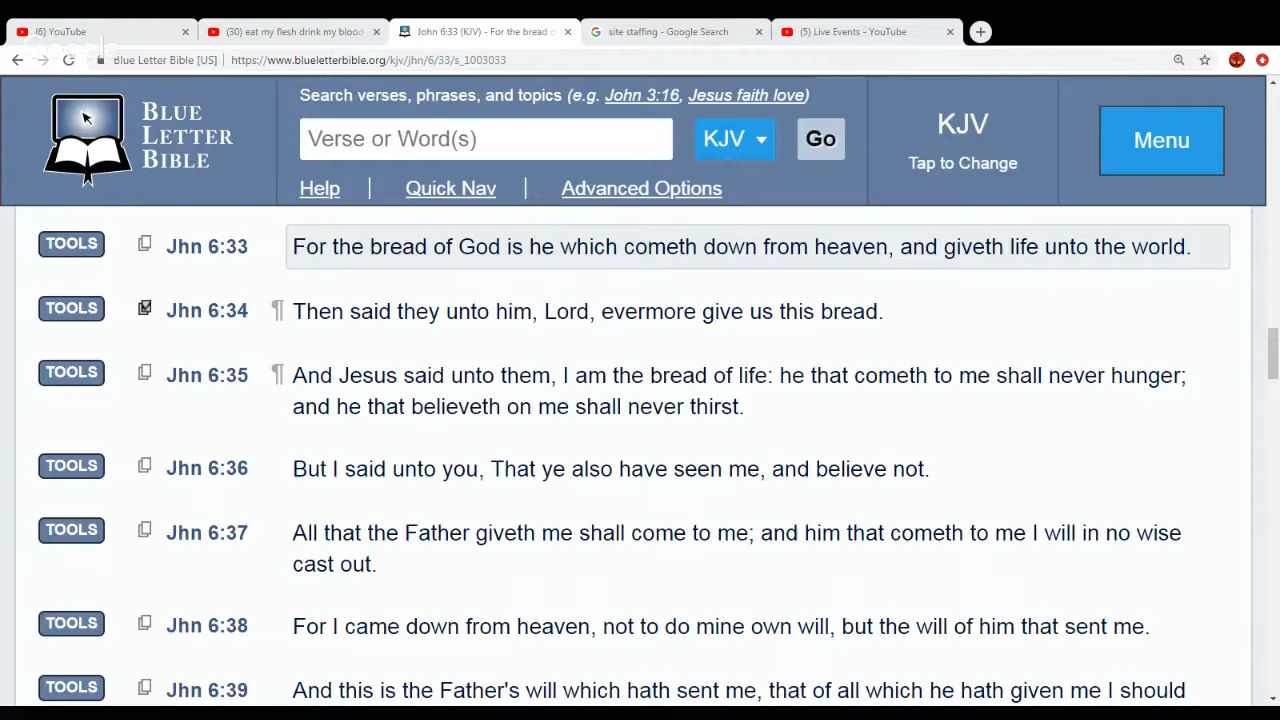 (6) YouTube
(30) eat my flesh drink my blood
John 6:33 (KJV) - For the bread
site staffing - Google Search
(5) Live Events - YouTube
Blue Letter Bible [US] | https://www.blueletterbible.org/kjv/jhn/6/33/s_1003033
BLUE
LETTER
BIBLE
Search verses, phrases, and topics (e.g. John 3:16, Jesus faith love)
Verse or Word(s)
KJV
Go
KJV
Tap to Change
Menu
Help | Quick Nav | Advanced Options
TOOLS Jhn 6:33 For the bread of God is he which cometh down from heaven, and giveth life unto the world.
TOOLS Jhn 6:34 ¶ Then said they unto him, Lord, evermore give us this bread.
TOOLS Jhn 6:35 ¶ And Jesus said unto them, I am the bread of life: he that cometh to me shall never hunger;
and he that believeth on me shall never thirst.
TOOLS Jhn 6:36 But I said unto you, That ye also have seen me, and believe not.
TOOLS Jhn 6:37 All that the Father giveth me shall come to me; and him that cometh to me I will in no wise
cast out.
TOOLS Jhn 6:38 For I came down from heaven, not to do mine own will, but the will of him that sent me.
TOOLS Jhn 6:39 And this is the Father's will which hath sent me, that of all which he hath given me I should